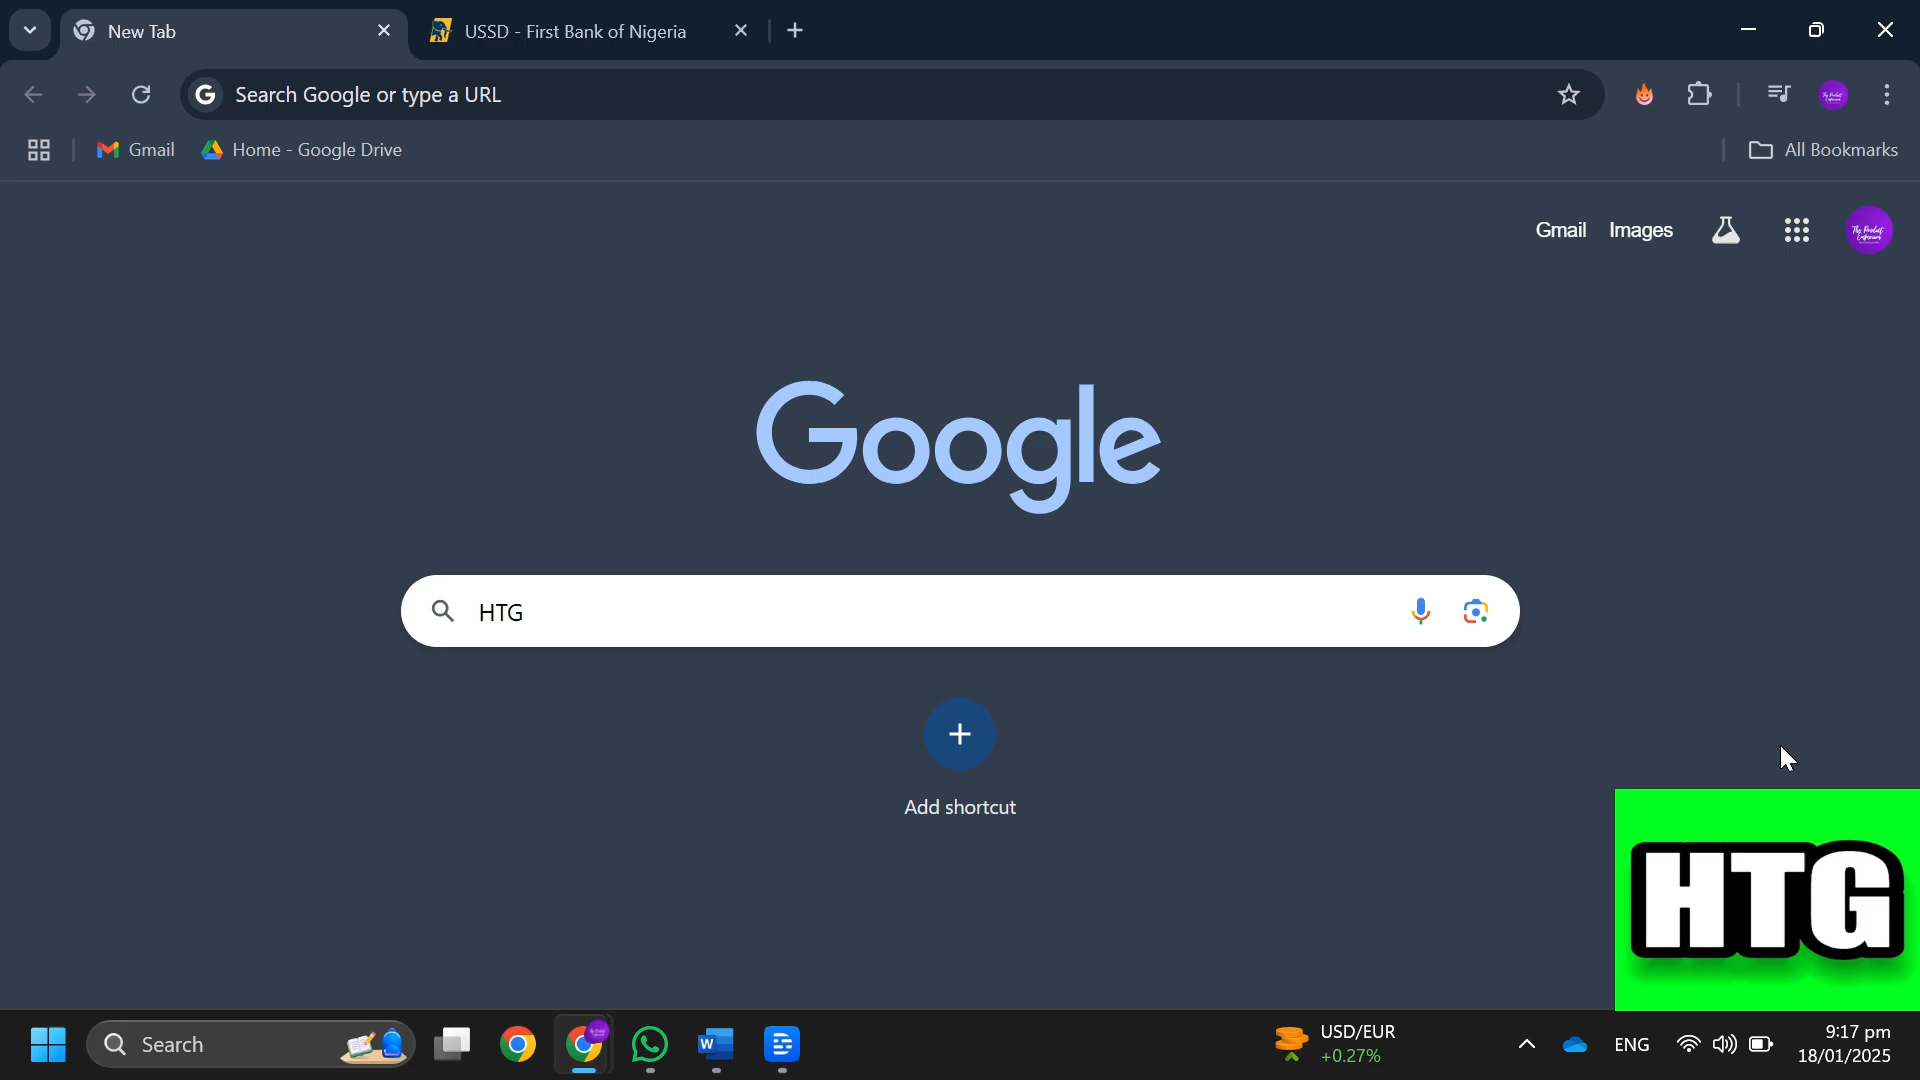 New Tab
USSD - First Bank of Nigeria
Search Google or type a URL
Gmail
Home - Google Drive
All Bookmarks
Gmail
Images
Google
HTG
Add shortcut
HTG
Search
USD/EUR
+0.27%
ENG
9:17 pm
18/01/2025